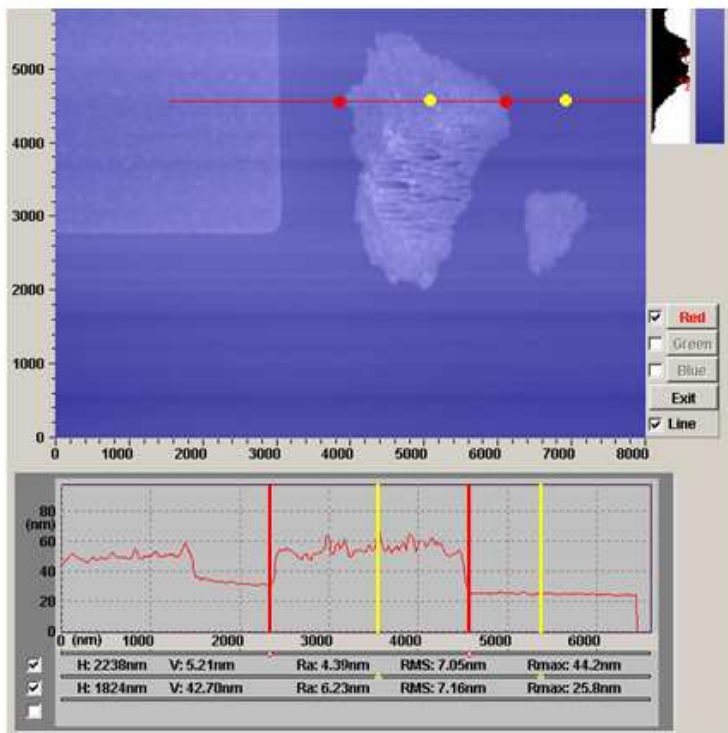 5000
4000
3000
2000
1000
0
0 1000 2000 3000 4000 5000 6000 7000 8000
Red
Green
Blue
Exit
Line
80
(nm)
60
40
20
0
0 (nm) 1000 2000 3000 4000 5000 6000
H: 2238nm V: 5.21nm Ra: 4.39nm RMS: 7.05nm Rmax: 44.2nm
H: 1824nm V: 42.70nm Ra: 6.23nm RMS: 7.16nm Rmax: 25.8nm